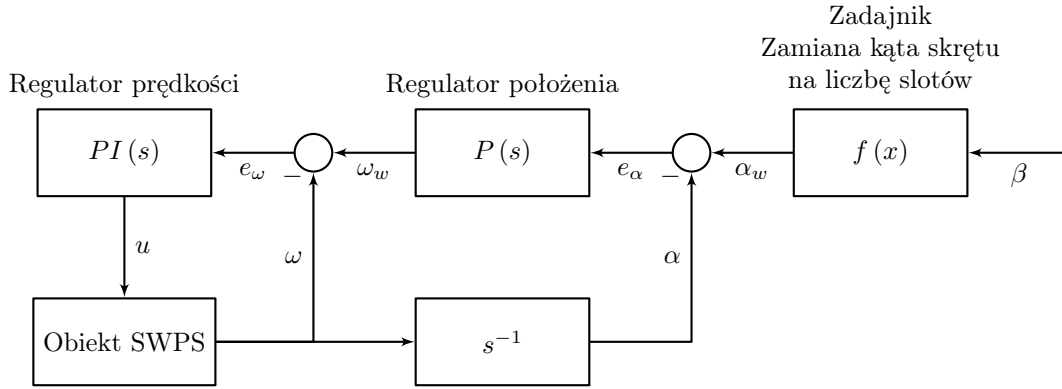 Zadajnik
Zamiana kąta skrętu
na liczbę slotów
Regulator prędkości
Regulator położenia
PI (s)
P (s)
f (x)
e_ω
−
ω_w
e_α
−
α_w
β
u
ω
α
Obiekt SWPS
s^{−1}